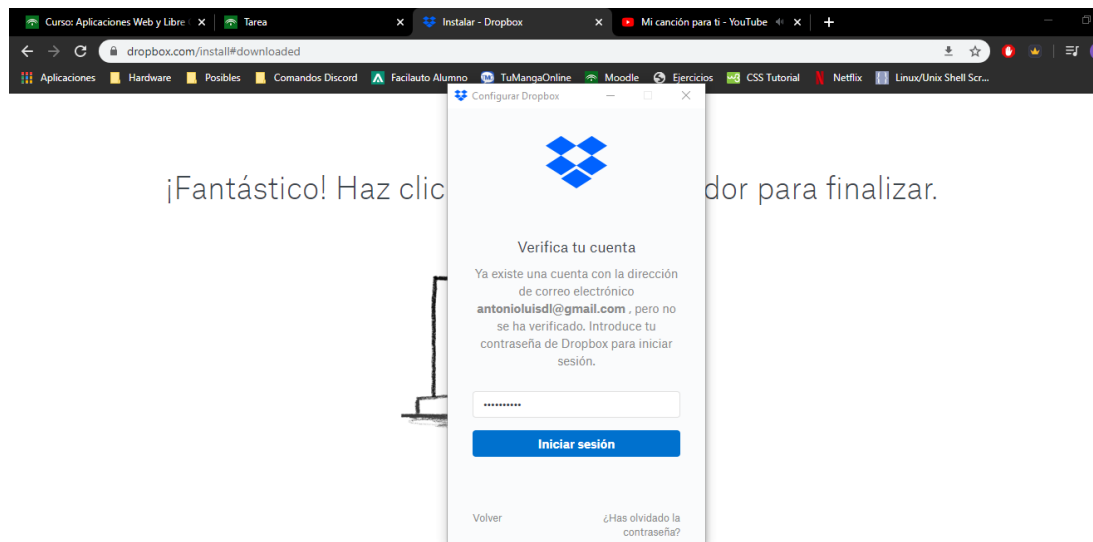 Curso: Aplicaciones Web y Libre
Tarea
Instalar - Dropbox
Mi canción para ti - YouTube
dropbox.com/install#downloaded
Aplicaciones Hardware Posibles Comandos Discord Facilauto Alumno TuMangaOnline Moodle Ejercicios CSS Tutorial Netflix Linux/Unix Shell Scr...
Configurar Dropbox
¡Fantástico! Haz clic
dor para finalizar.
Verifica tu cuenta
Ya existe una cuenta con la dirección
de correo electrónico
antonioluisdl@gmail.com , pero no
se ha verificado. Introduce tu
contraseña de Dropbox para iniciar
sesión.
Iniciar sesión
Volver
¿Has olvidado la
contraseña?